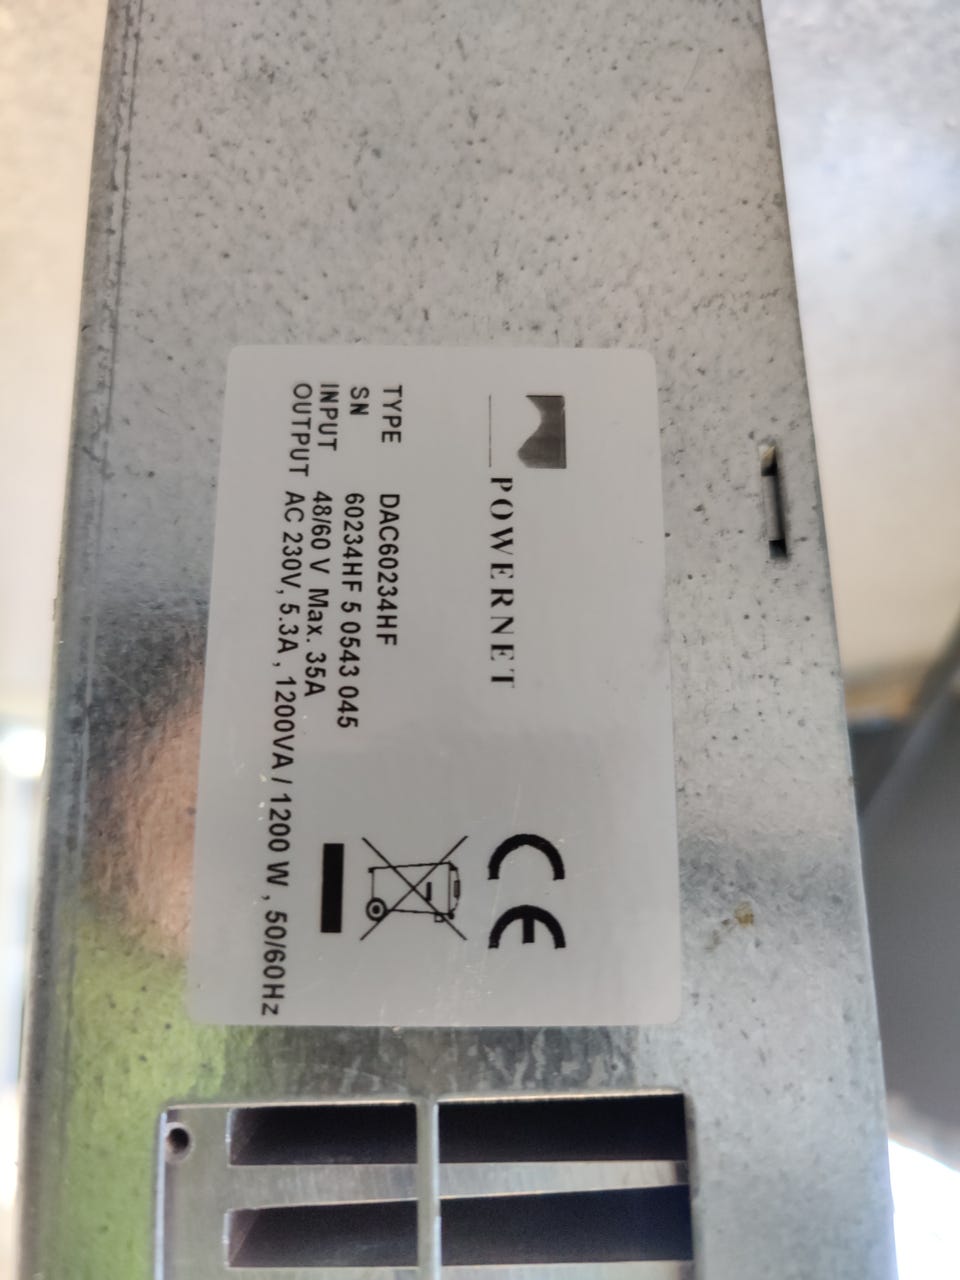 POWERNET
CE
TYPE DAC60234HF
SN 60234HF 5 0543 045
INPUT 48/60 V Max. 35A
OUTPUT AC 230V, 5.3A , 1200VA / 1200 W , 50/60Hz